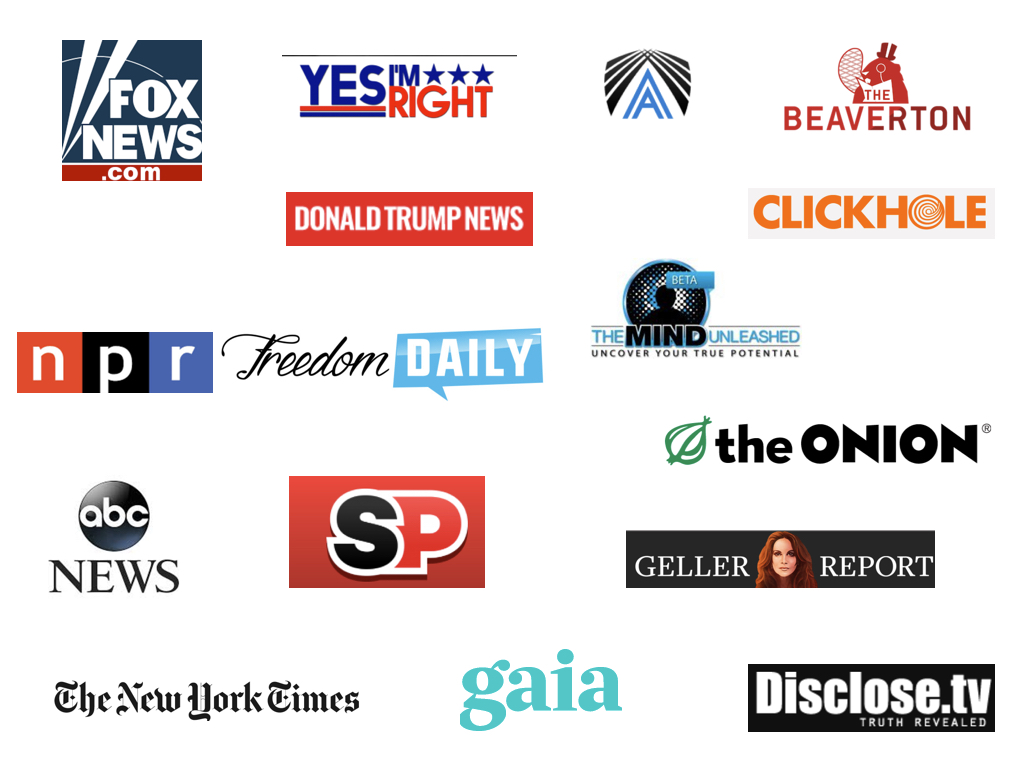 FOX
NEWS
.com
YES I'M
RIGHT
A
THE
BEAVERTON
DONALD TRUMP NEWS
CLICKHOLE
BETA
THE MIND UNLEASHED
UNCOVER YOUR TRUE POTENTIAL
npr
Freedom DAILY
the ONION®
abc
NEWS
SP
GELLER REPORT
The New York Times
gaia
Disclose.tv
TRUTH REVEALED